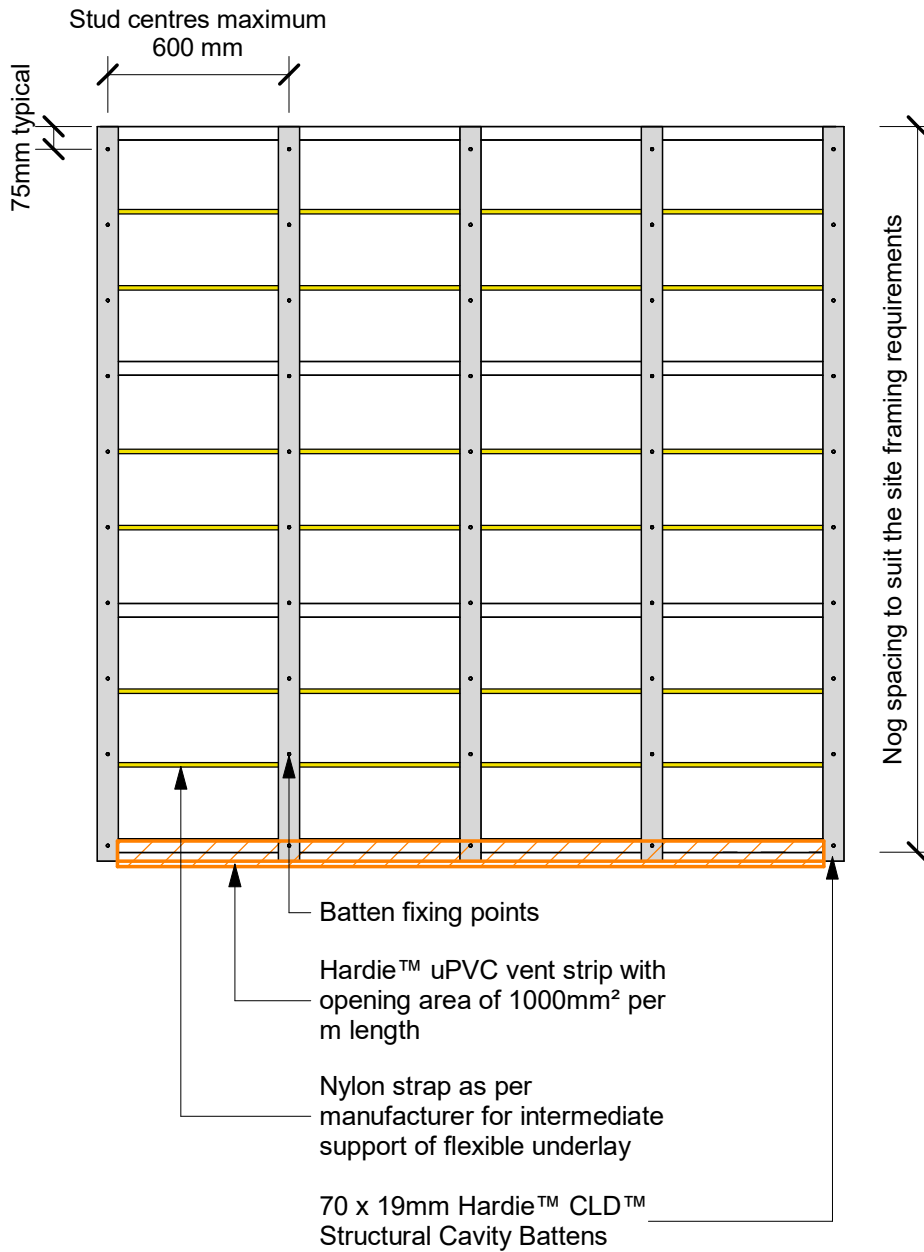 Stud centres maximum
600 mm
75mm typical
Nog spacing to suit the site framing requirements
Batten fixing points
Hardie™ uPVC vent strip with
opening area of 1000mm² per
m length
Nylon strap as per
manufacturer for intermediate
support of flexible underlay
70 x 19mm Hardie™ CLD™
Structural Cavity Battens